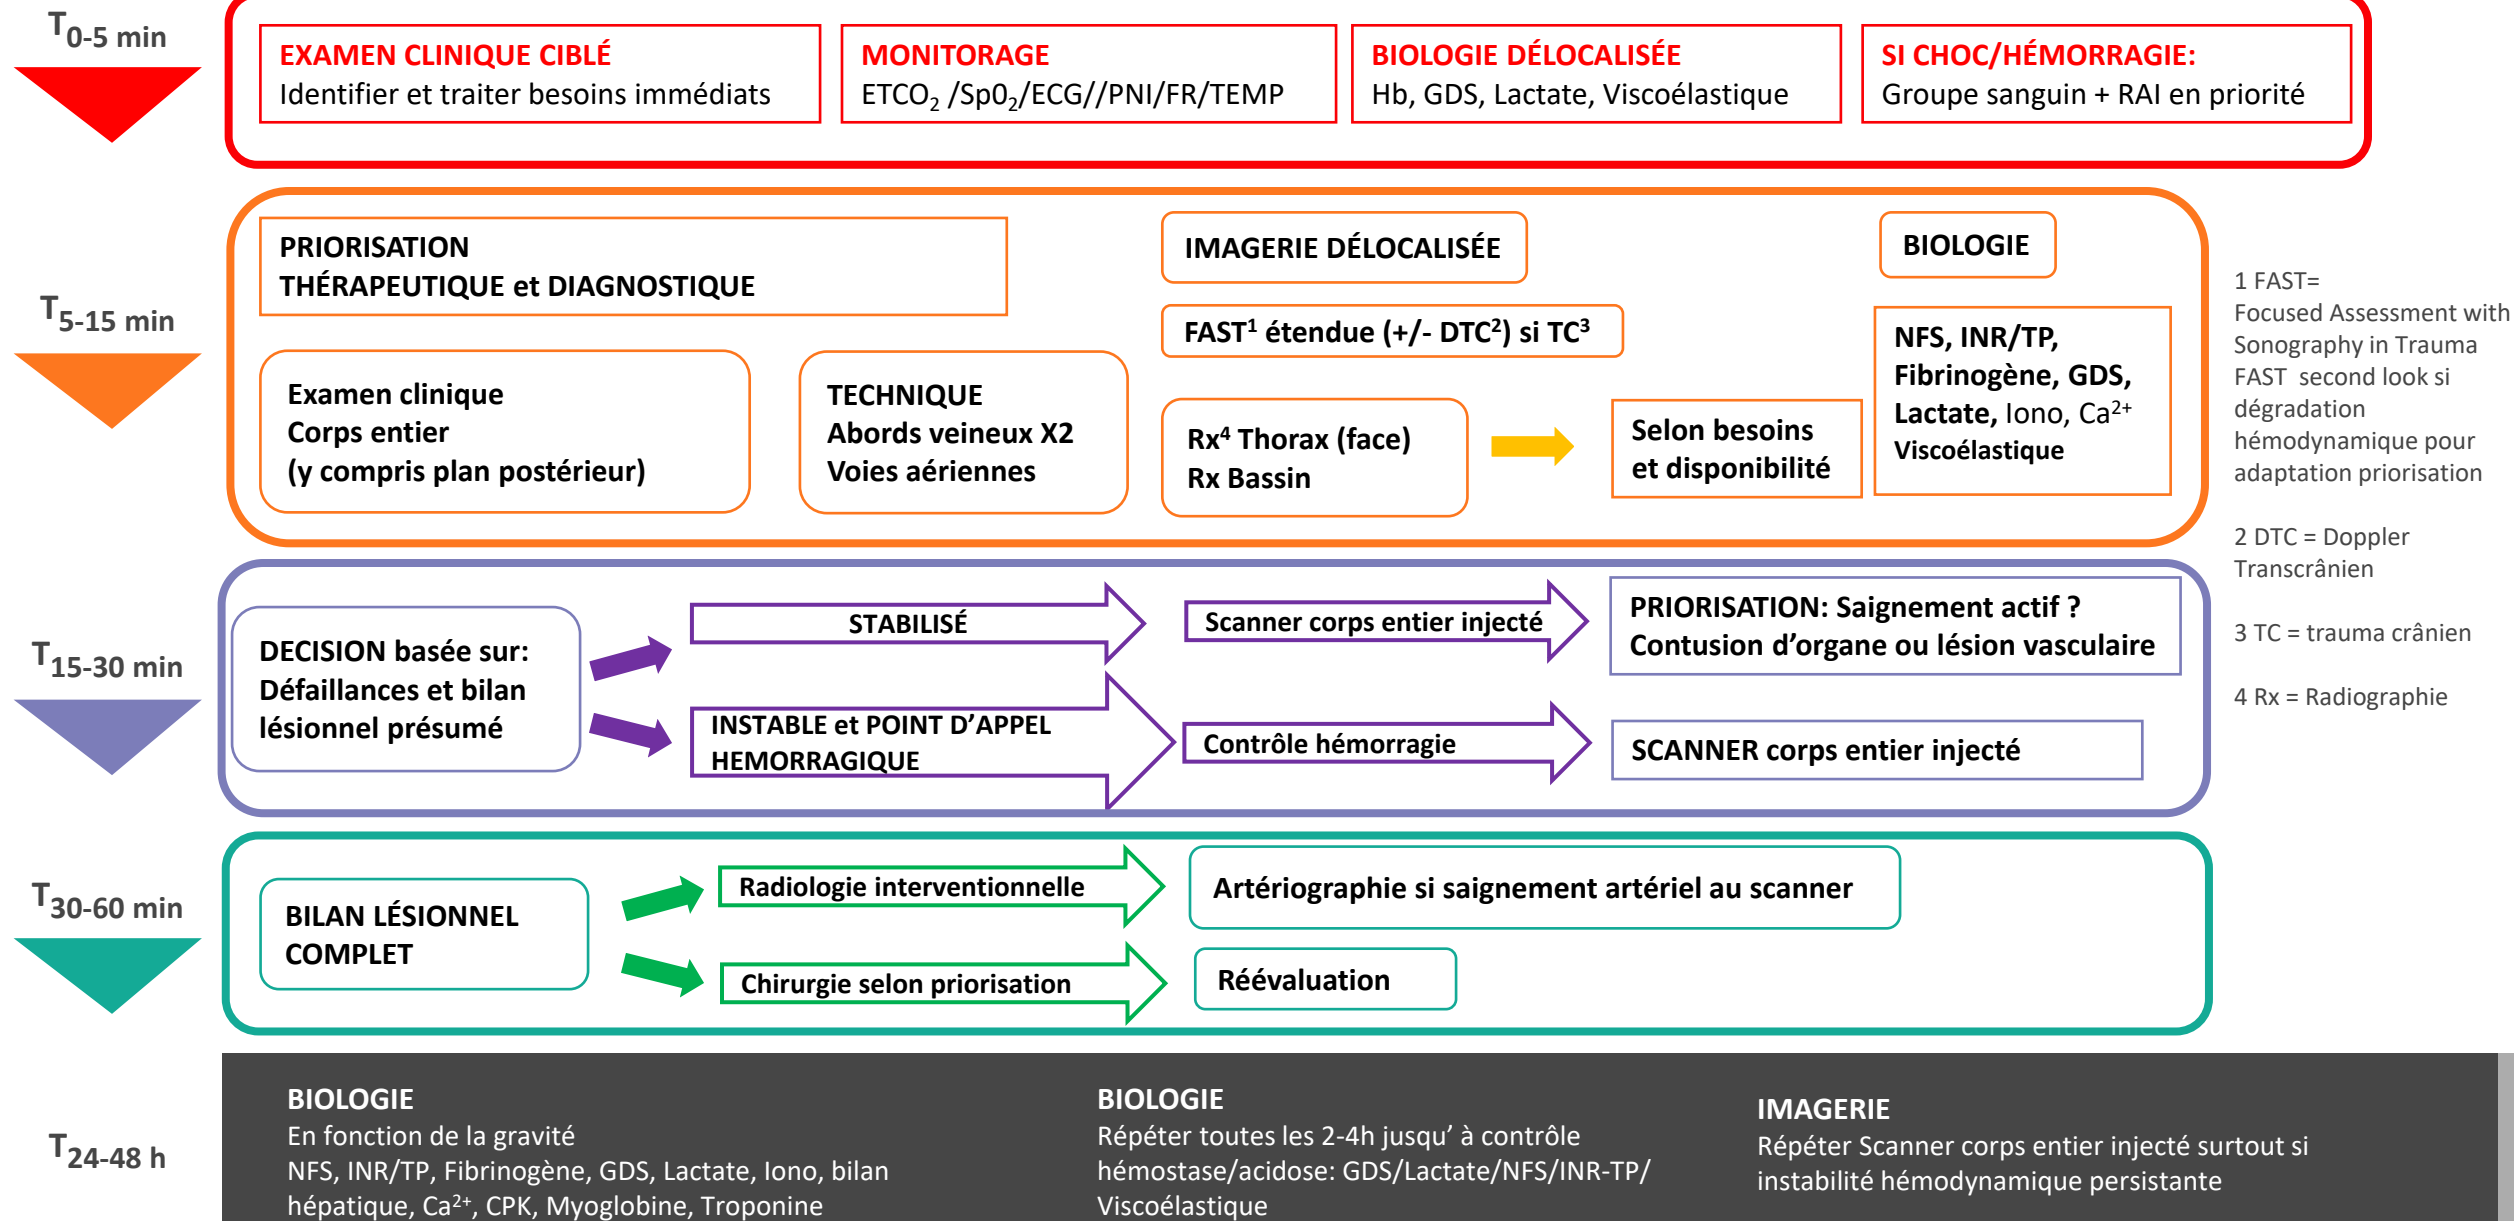 T0-5 min
EXAMEN CLINIQUE CIBLÉ
Identifier et traiter besoins immédiats
MONITORAGE
ETCO2 /Sp02/ECG//PNI/FR/TEMP
BIOLOGIE DÉLOCALISÉE
Hb, GDS, Lactate, Viscoélastique
SI CHOC/HÉMORRAGIE:
Groupe sanguin + RAI en priorité
T5-15 min
PRIORISATION
THÉRAPEUTIQUE et DIAGNOSTIQUE
Examen clinique
Corps entier
(y compris plan postérieur)
TECHNIQUE
Abords veineux X2
Voies aériennes
IMAGERIE DÉLOCALISÉE
FAST1 étendue (+/- DTC2) si TC3
Rx4 Thorax (face)
Rx Bassin
Selon besoins
et disponibilité
BIOLOGIE
NFS, INR/TP,
Fibrinogène, GDS,
Lactate, Iono, Ca2+
Viscoélastique
1 FAST=
Focused Assessment with
Sonography in Trauma
FAST second look si
dégradation
hémodynamique pour
adaptation priorisation
2 DTC = Doppler
Transcrânien
3 TC = trauma crânien
4 Rx = Radiographie
T15-30 min
DECISION basée sur:
Défaillances et bilan
lésionnel présumé
STABILISÉ
Scanner corps entier injecté
PRIORISATION: Saignement actif ?
Contusion d'organe ou lésion vasculaire
INSTABLE et POINT D'APPEL
HEMORRAGIQUE
Contrôle hémorragie
SCANNER corps entier injecté
T30-60 min
BILAN LÉSIONNEL
COMPLET
Radiologie interventionnelle
Artériographie si saignement artériel au scanner
Chirurgie selon priorisation
Réévaluation
T24-48 h
BIOLOGIE
En fonction de la gravité
NFS, INR/TP, Fibrinogène, GDS, Lactate, Iono, bilan
hépatique, Ca2+, CPK, Myoglobine, Troponine
BIOLOGIE
Répéter toutes les 2-4h jusqu' à contrôle
hémostase/acidose: GDS/Lactate/NFS/INR-TP/
Viscoélastique
IMAGERIE
Répéter Scanner corps entier injecté surtout si
instabilité hémodynamique persistante